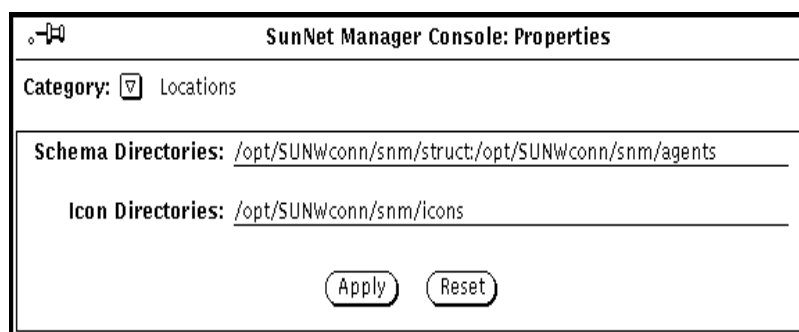 SunNet Manager Console: Properties
Category: Locations
Schema Directories: /opt/SUNWconn/snm/struct:/opt/SUNWconn/snm/agents
Icon Directories: /opt/SUNWconn/snm/icons
Apply Reset